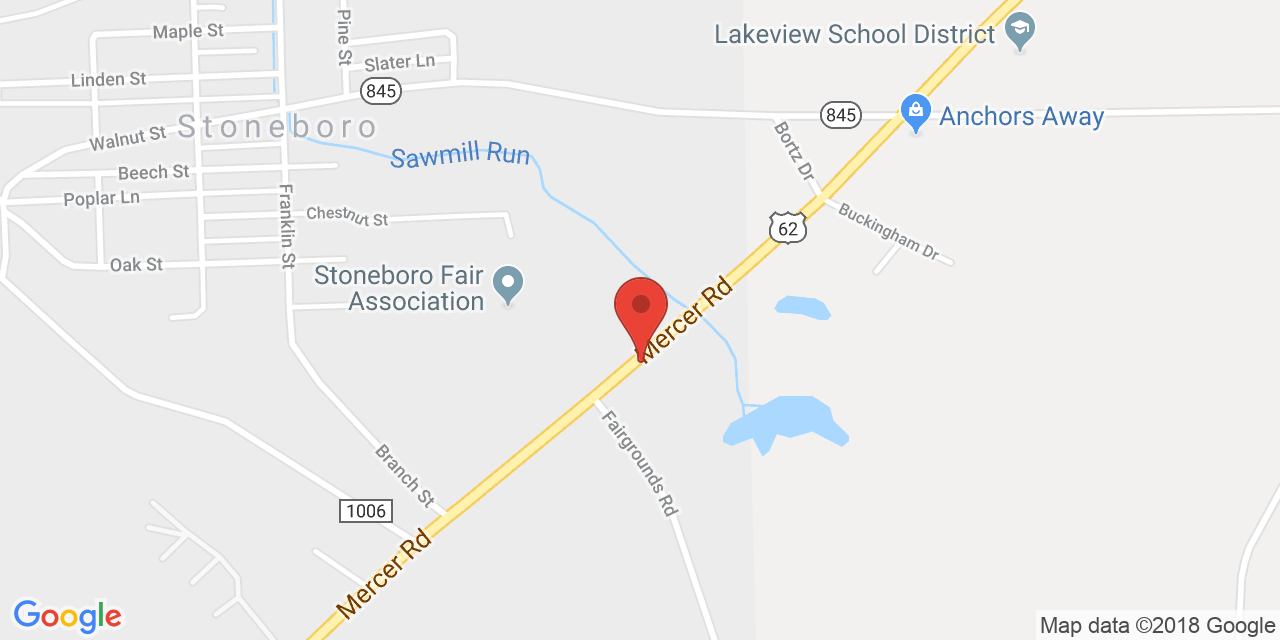 Maple St
Pine St
Lakeview School District
Slater Ln
Linden St
845
845
Anchors Away
Walnut St
Stoneboro
Bortz Dr
Sawmill Run
Beech St
Poplar Ln
Franklin St
Chestnut St
62
Buckingham Dr
Oak St
Stoneboro Fair
Association
Mercer Rd
Fairgrounds Rd
Branch St
1006
Mercer Rd
Google
Map data ©2018 Google